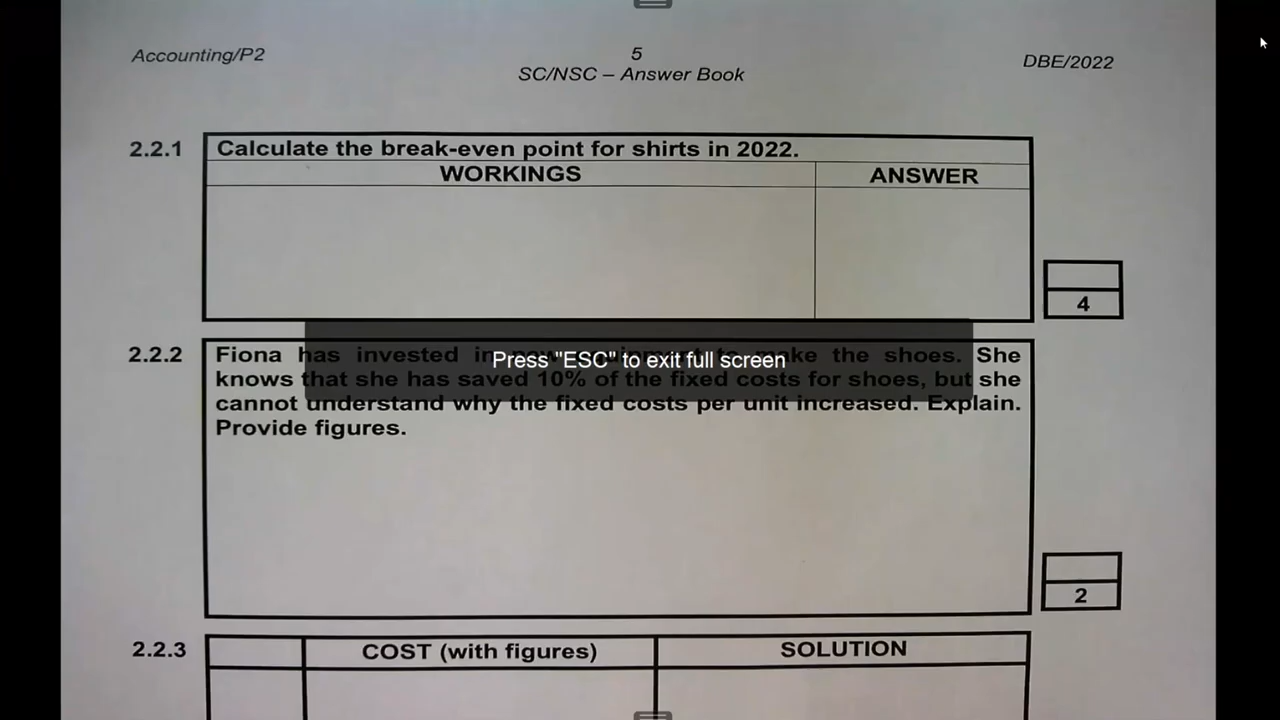 Accounting/P2
5
SC/NSC – Answer Book
DBE/2022
2.2.1
Calculate the break-even point for shirts in 2022.
WORKINGS
ANSWER
4
2.2.2
Fiona has invested in to make the shoes. She
knows that she has saved 10% of the fixed costs for shoes, but she
cannot understand why the fixed costs per unit increased. Explain.
Provide figures.
Press "ESC" to exit full screen
2
2.2.3
COST (with figures)
SOLUTION